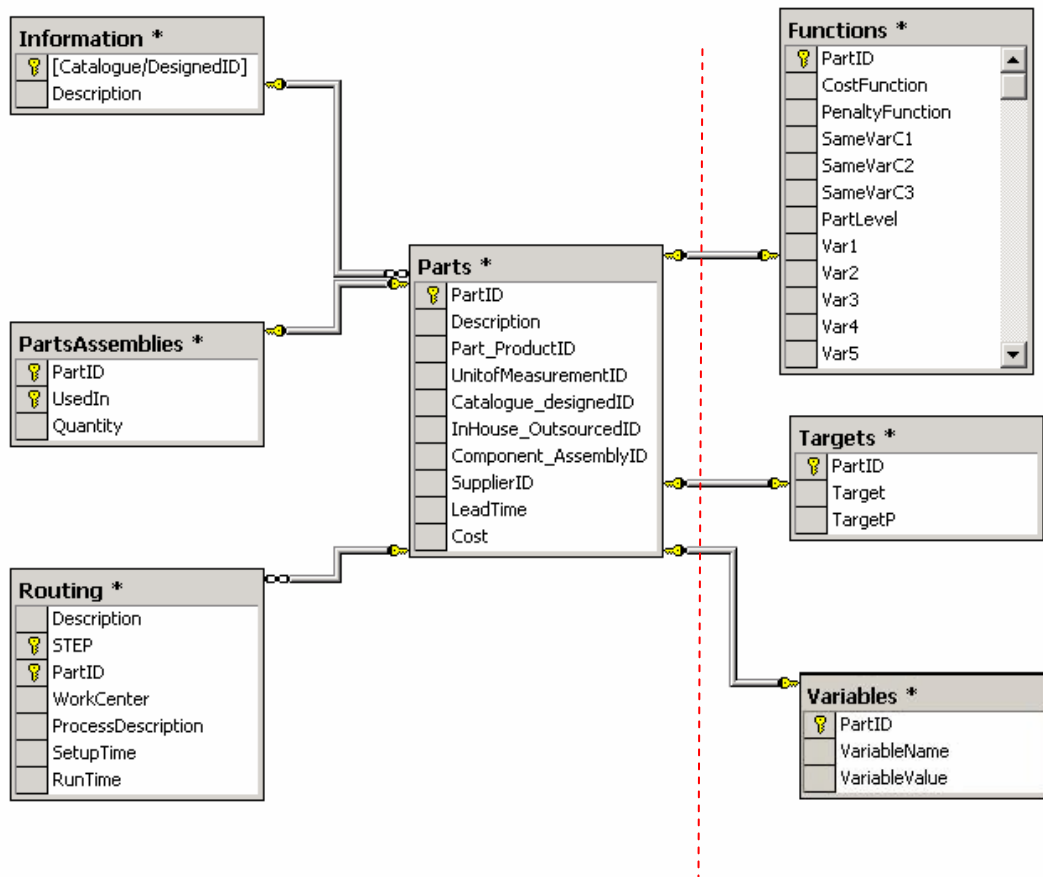 Information *
[Catalogue/DesignedID]
Description
PartsAssemblies *
PartID
UsedIn
Quantity
Routing *
Description
STEP
PartID
WorkCenter
ProcessDescription
SetupTime
RunTime
Parts *
PartID
Description
Part_ProductID
UnitofMeasurementID
Catalogue_designedID
InHouse_OutsourcedID
Component_AssemblyID
SupplierID
LeadTime
Cost
Functions *
PartID
CostFunction
PenaltyFunction
SameVarC1
SameVarC2
SameVarC3
PartLevel
Var1
Var2
Var3
Var4
Var5
Targets *
PartID
Target
TargetP
Variables *
PartID
VariableName
VariableValue